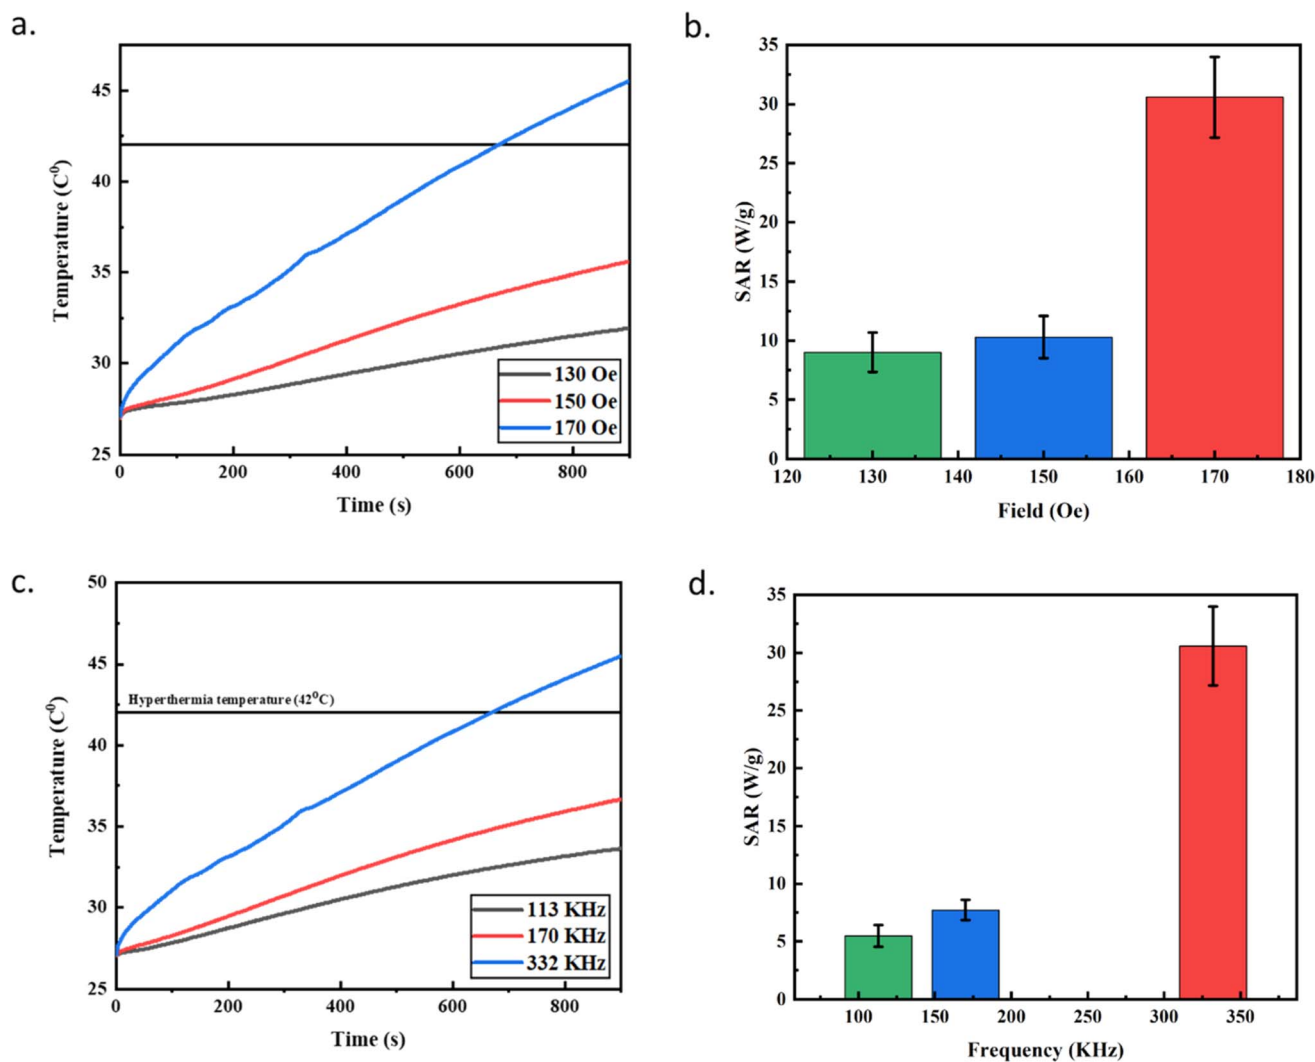 a.
45
40
35
30
25
Temperature (C⁰)
0 200 400 600 800
Time (s)
130 Oe
150 Oe
170 Oe
b.
35
30
25
20
15
10
5
0
SAR (W/g)
120 130 140 150 160 170 180
Field (Oe)
c.
50
45
40
35
30
25
Temperature (C⁰)
Hyperthermia temperature (42⁰C)
0 200 400 600 800
Time (s)
113 KHz
170 KHz
332 KHz
d.
35
30
25
20
15
10
5
0
SAR (W/g)
100 150 200 250 300 350
Frequency (KHz)